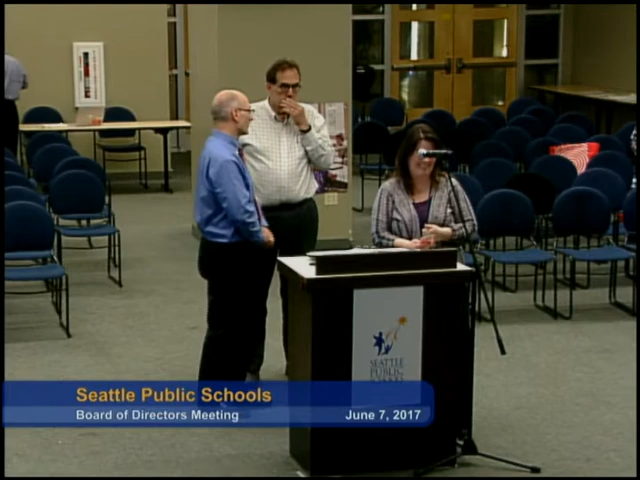 SEATTLE
PUBLIC
SCHOOLS
Seattle Public Schools
Board of Directors Meeting June 7, 2017